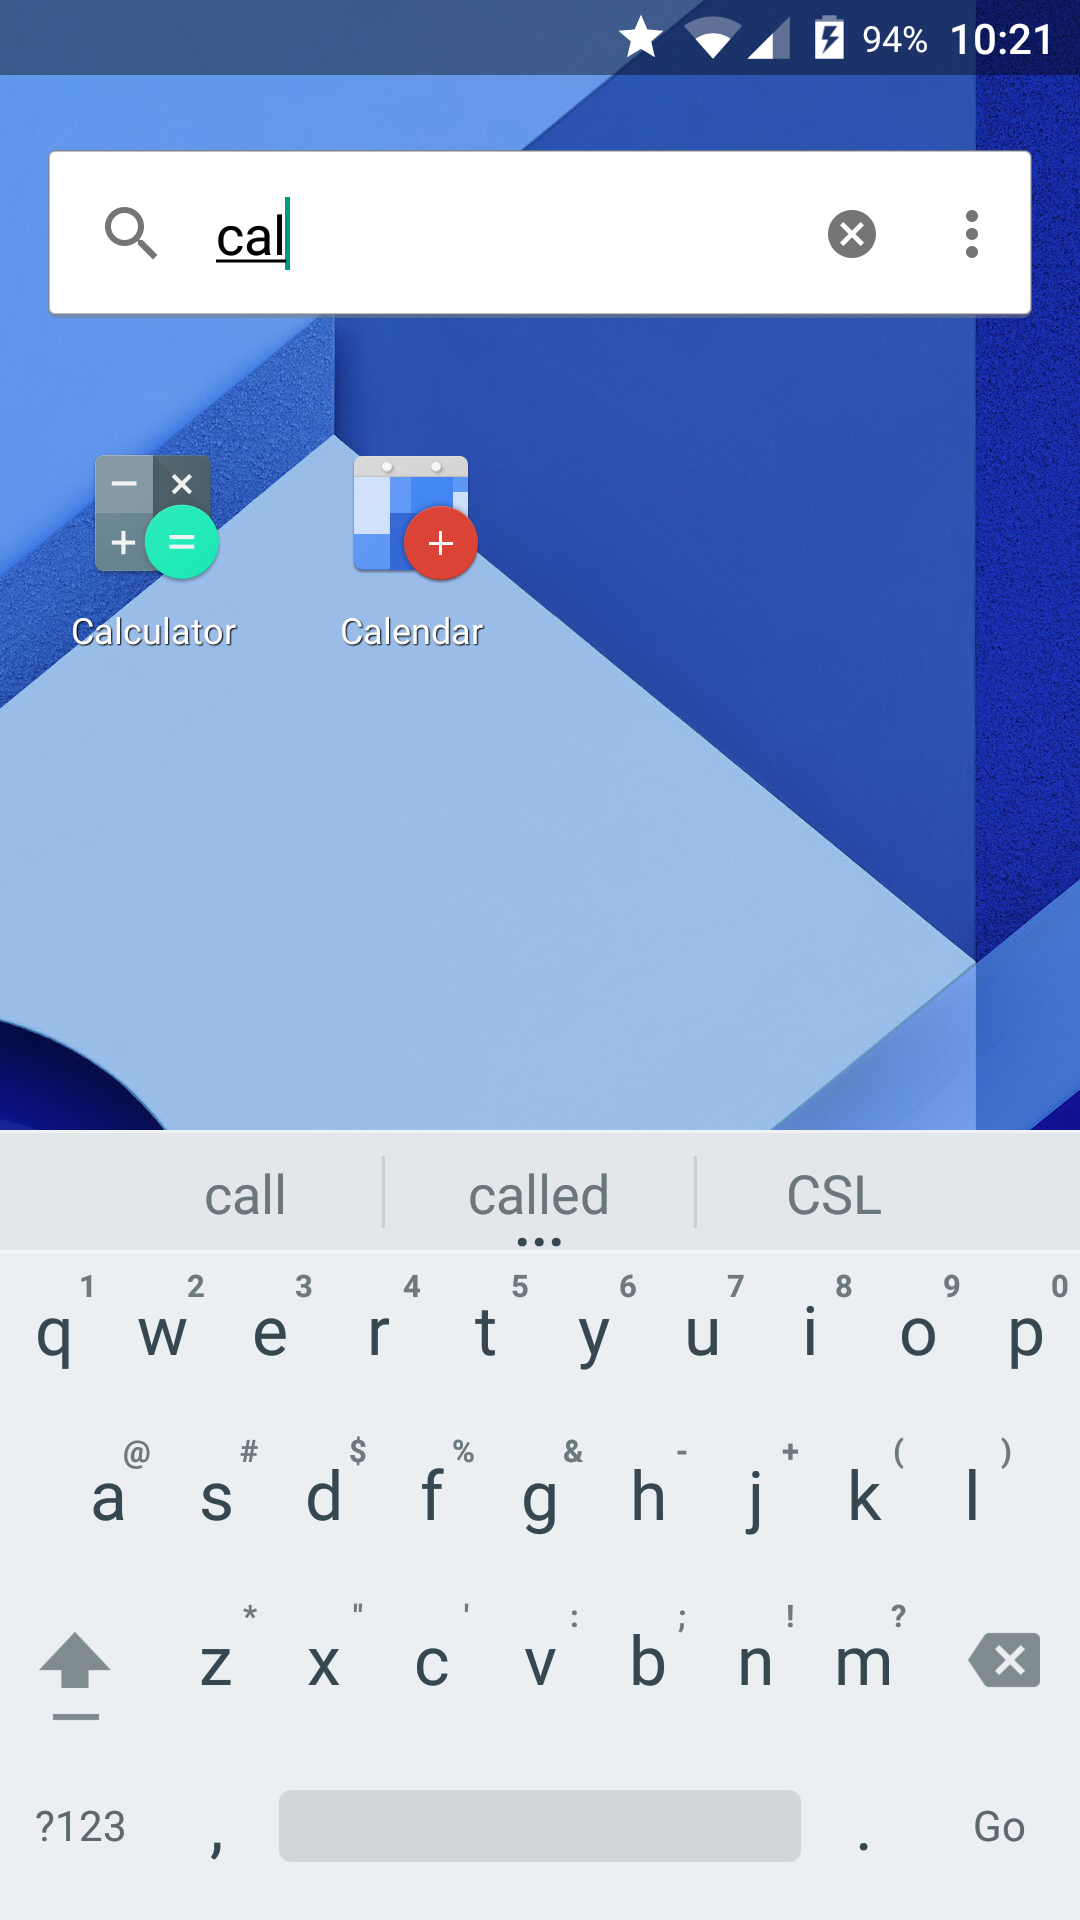 94% 10:21
cal
Calculator Calendar
call called CSL
1 2 3 4 5 6 7 8 9 0
q w e r t y u i o p
@ # $ % & - + ( )
a s d f g h j k l
* " ' : ; ! ?
z x c v b n m
?123 , . Go